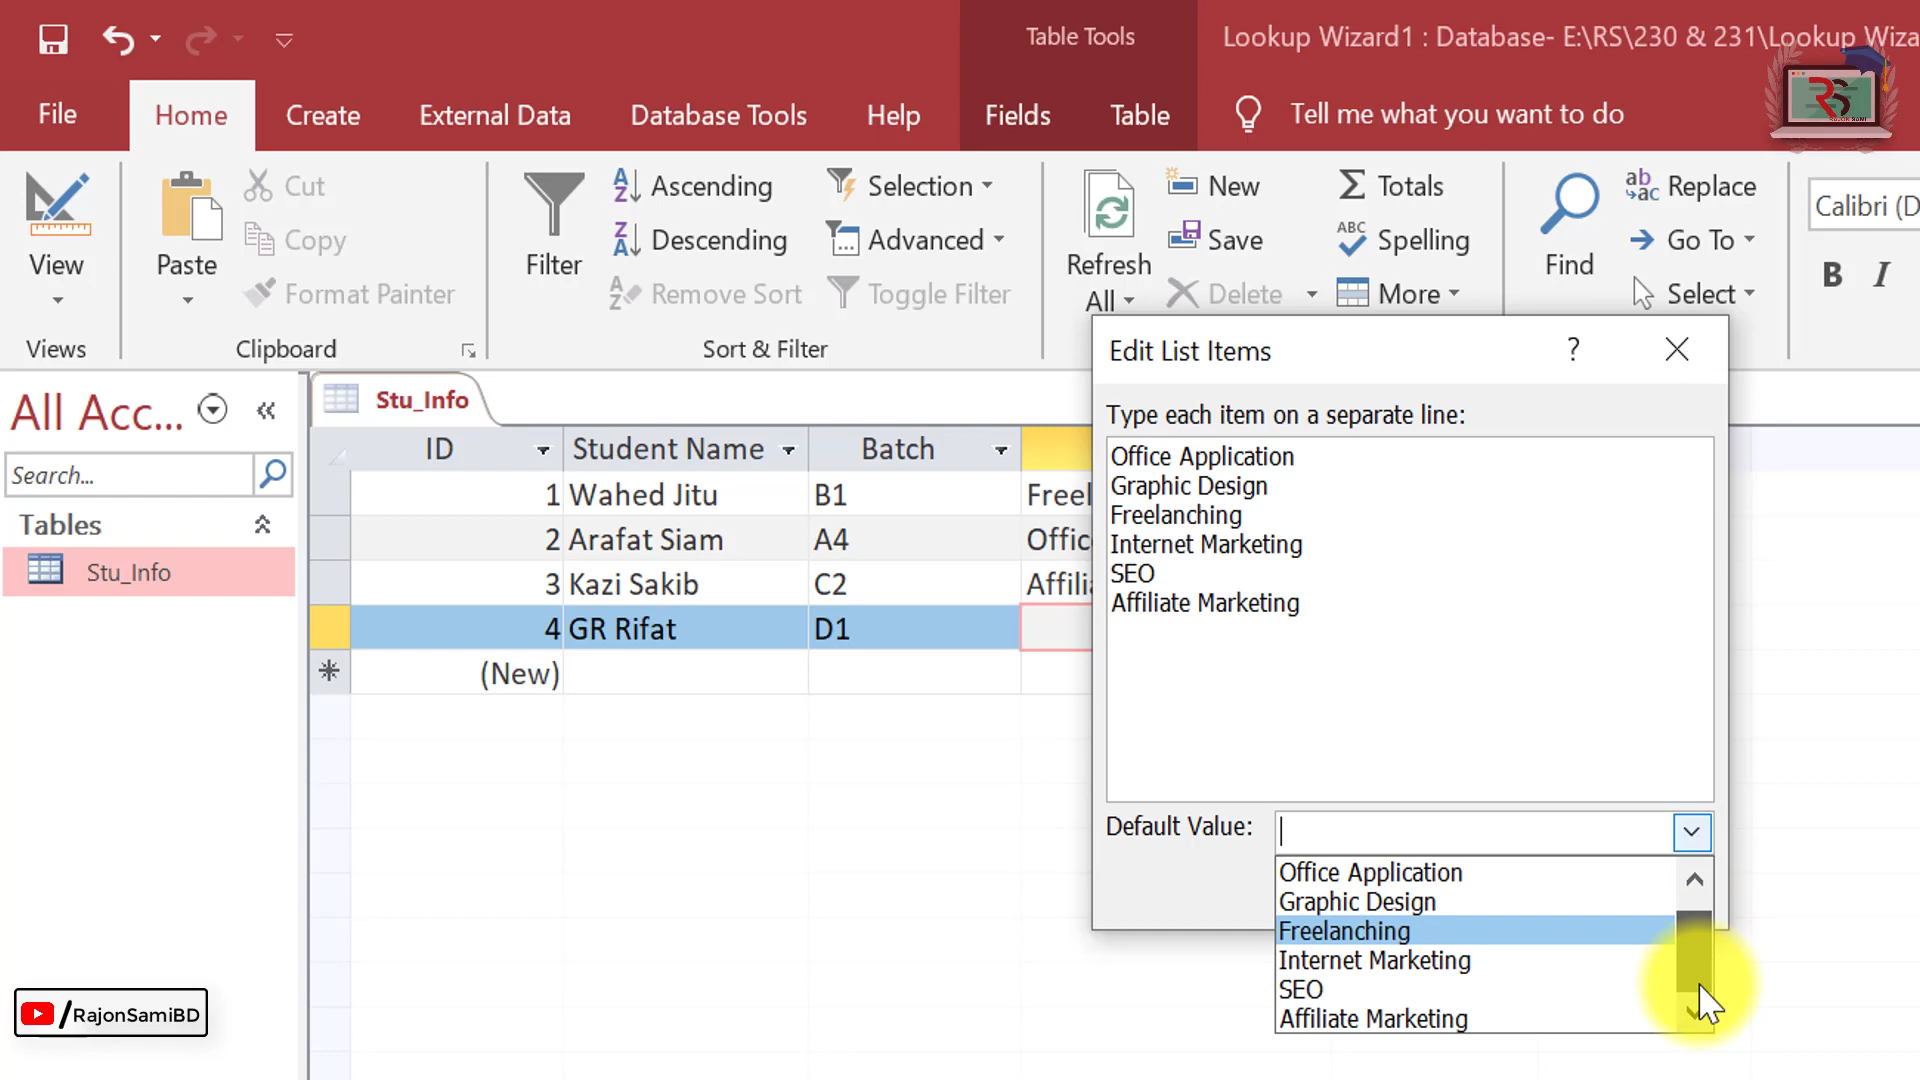 Table Tools
Lookup Wizard1 : Database- E:\RS\230 & 231\Lookup Wiza
File
Home
Create
External Data
Database Tools
Help
Fields
Table
Tell me what you want to do
View
Paste
Cut
Copy
Format Painter
Filter
Ascending
Descending
Remove Sort
Selection
Advanced
Toggle Filter
Refresh
All
New
Save
Delete
Totals
Spelling
More
Find
Replace
Go To
Select
Calibri (D
B I
Views
Clipboard
Sort & Filter
All Acc...
Search...
Tables
Stu_Info
Stu_Info
ID Student Name Batch
1 Wahed Jitu B1 Freel
2 Arafat Siam A4 Offic
3 Kazi Sakib C2 Affili
4 GR Rifat D1
(New)
Edit List Items
?
Type each item on a separate line:
Office Application
Graphic Design
Freelanching
Internet Marketing
SEO
Affiliate Marketing
Default Value:
Office Application
Graphic Design
Freelanching
Internet Marketing
SEO
Affiliate Marketing
/RajonSamiBD